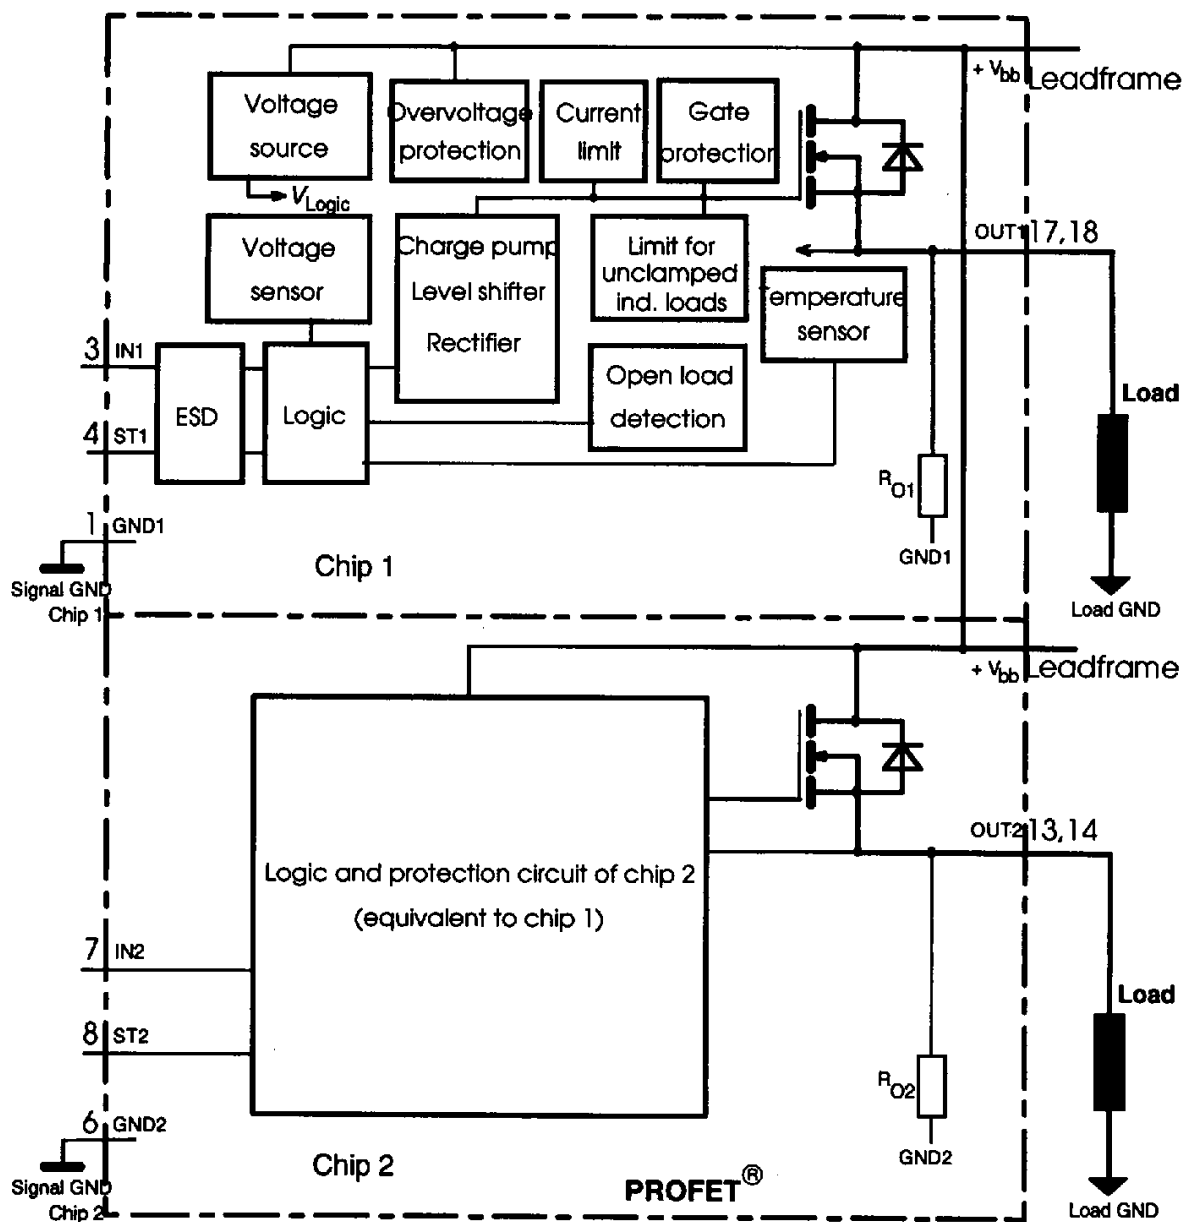 + Vbb Leadframe
Voltage
source
VLogic
Overvoltage
protection
Current
limit
Gate
protection
Voltage
sensor
Charge pump
Level shifter
Rectifier
Limit for
unclamped
ind. loads
OUT1 17,18
Temperature
sensor
3 IN1
4 ST1
ESD
Logic
Open load
detection
Load
RO1
GND1
1 GND1
Signal GND
Chip 1
Chip 1
Load GND
+ Vbb Leadframe
OUT2 13,14
Logic and protection circuit of chip 2
(equivalent to chip 1)
7 IN2
8 ST2
Load
RO2
GND2
6 GND2
Signal GND
Chip 2
Chip 2
PROFET®
Load GND